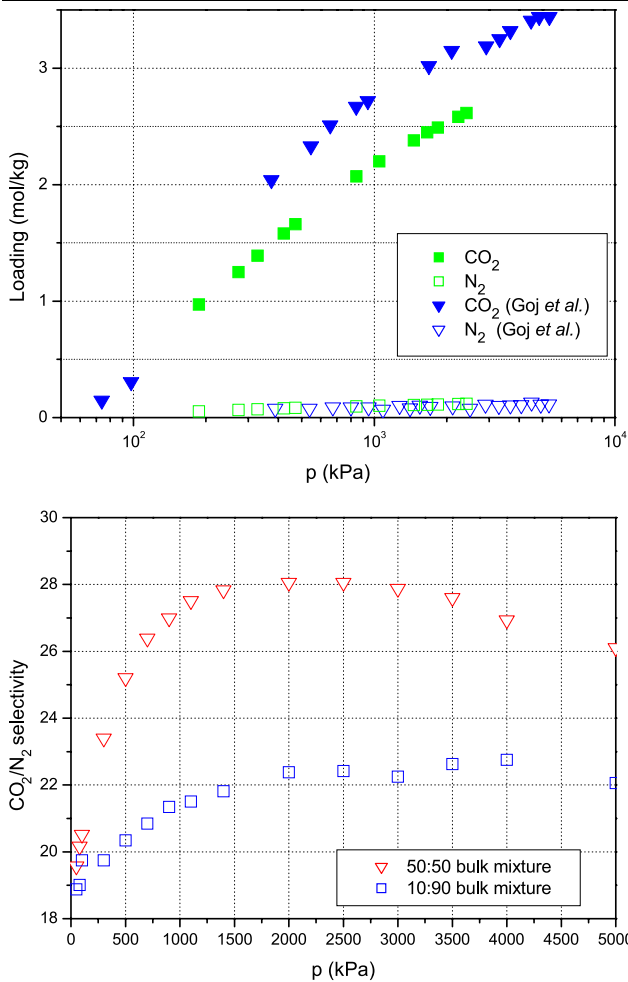 3
2
1
0
Loading (mol/kg)
CO2
N2
CO2 (Goj et al.)
N2 (Goj et al.)
10^2 10^3 10^4
p (kPa)
30
28
26
24
22
20
18
CO2/N2 selectivity
50:50 bulk mixture
10:90 bulk mixture
0 500 1000 1500 2000 2500 3000 3500 4000 4500 5000
p (kPa)